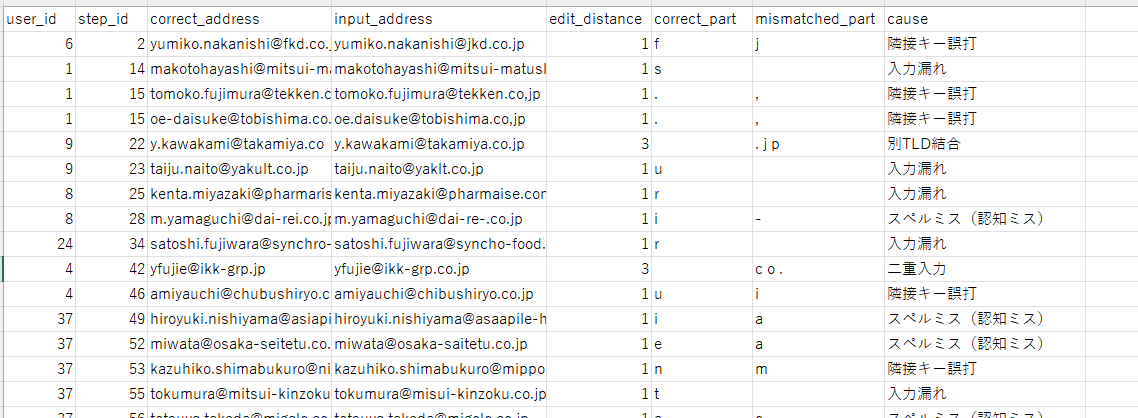 user_id step_id correct_address input_address edit_distance correct_part mismatched_part cause
6 2 yumiko.nakanishi@fkd.co. yumiko.nakanishi@jkd.co.jp 1 f j 隣接キー誤打
1 14 makotohayashi@mitsui-m makotohayashi@mitsui-matus 1 s 入力漏れ
1 15 tomoko.fujimura@tekken.c tomoko.fujimura@tekken.co,jp 1 . , 隣接キー誤打
1 15 oe-daisuke@tobishima.co. oe.daisuke@tobishima.co,jp 1 . , 隣接キー誤打
9 22 y.kawakami@takamiya.co y.kawakami@takamiya.co.jp 3 . j p 別TLD結合
9 23 taiju.naito@yakult.co.jp taiju.naito@yaklt.co.jp 1 u 入力漏れ
8 25 kenta.miyazaki@pharmaris kenta.miyazaki@pharmaise.com 1 r 入力漏れ
8 28 m.yamaguchi@dai-rei.co.jp m.yamaguchi@dai-re-.co.jp 1 i - スペルミス（認知ミス）
24 34 satoshi.fujiwara@synchro- satoshi.fujiwara@syncho-food. 1 r 入力漏れ
4 42 yfujie@ikk-grp.jp yfujie@ikk-grp.co.jp 3 c o . 二重入力
4 46 amiyauchi@chubushiryo.c amiyauchi@chibushiryo.co.jp 1 u i 隣接キー誤打
37 49 hiroyuki.nishiyama@asiapi hiroyuki.nishiyama@asaapile-h 1 i a スペルミス（認知ミス）
37 52 miwata@osaka-seitetu.co. miwata@osaka-saitetu.co.jp 1 e a スペルミス（認知ミス）
37 53 kazuhiko.shimabukuro@ni kazuhiko.shimabukuro@mippo 1 n m 隣接キー誤打
37 55 tokumura@mitsui-kinzoku tokumura@misui-kinzoku.co.jp 1 t 入力漏れ